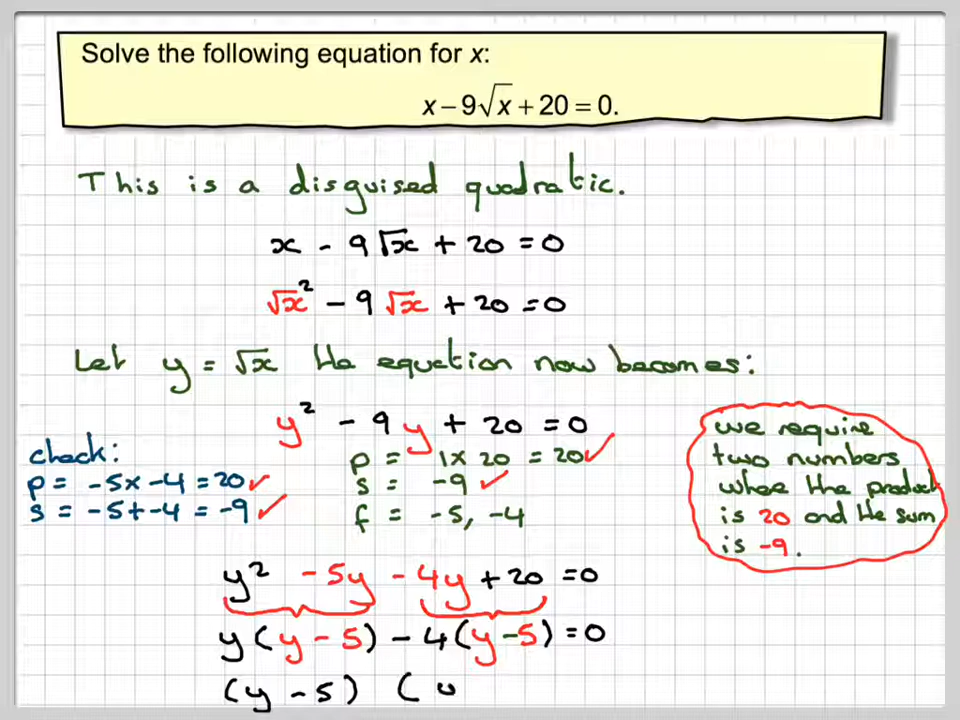 Solve the following equation for x:
x − 9√x + 20 = 0.
This is a disguised quadratic.
x - 9√x + 20 = 0
√x² - 9√x + 20 = 0
Let y = √x the equation now becomes:
y² - 9y + 20 = 0
check:
p = -5x -4 = 20 ✓
s = -5 + -4 = -9 ✓
p = 1 x 20 = 20 ✓
s = -9 ✓
f = -5, -4
we require
two numbers
where the product
is 20 and the sum
is -9.
y² - 5y - 4y + 20 = 0
y(y - 5) - 4(y - 5) = 0
(y - 5) (